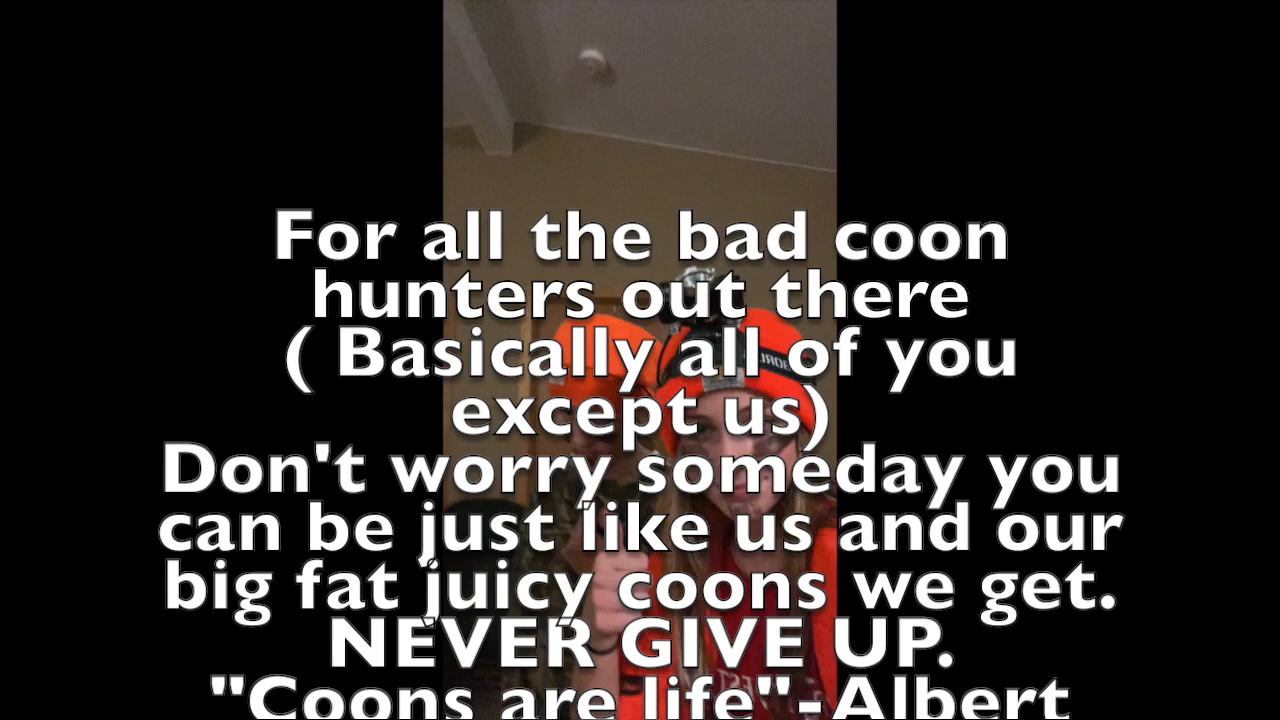 For all the bad coon
hunters out there
( Basically all of you
except us)
Don't worry someday you
can be just like us and our
big fat juicy coons we get.
NEVER GIVE UP.
"Coons are life"-Albert